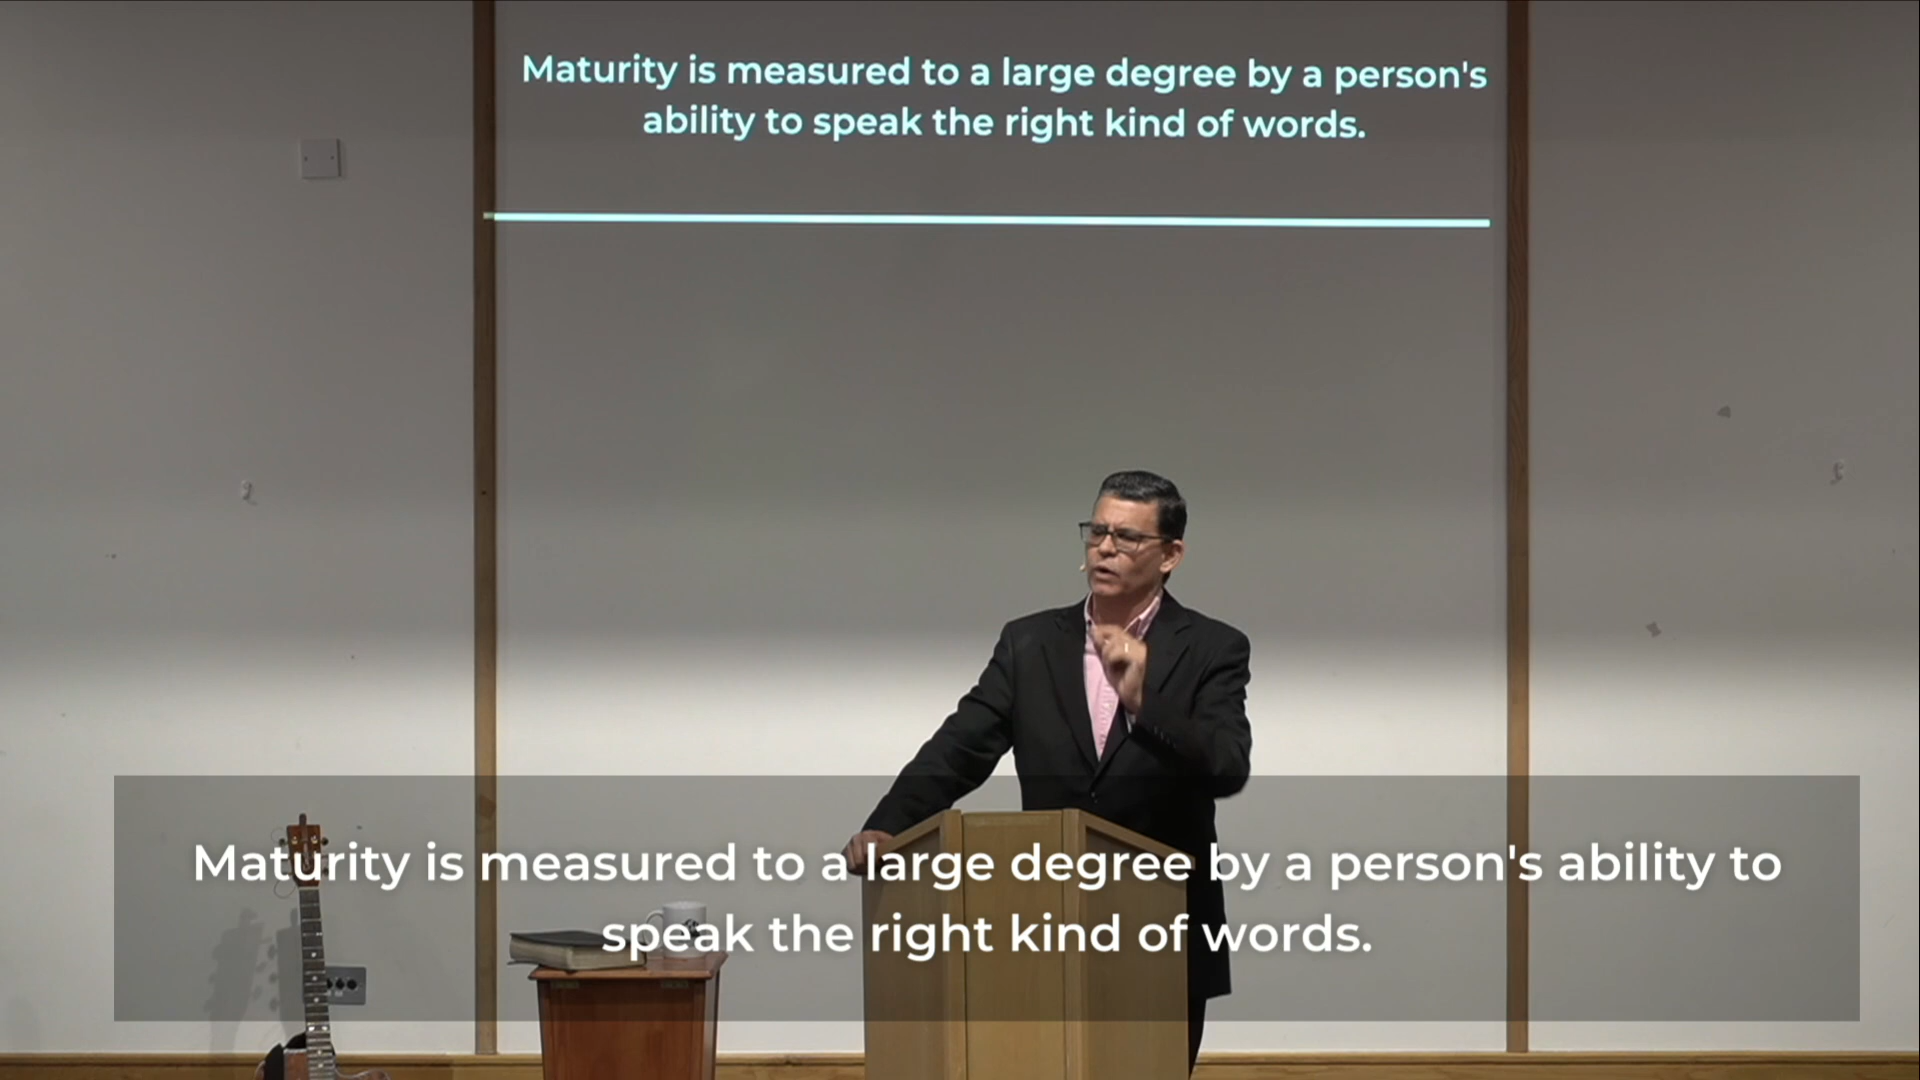 Maturity is measured to a large degree by a person's
ability to speak the right kind of words.
Maturity is measured to a large degree by a person's ability to
speak the right kind of words.